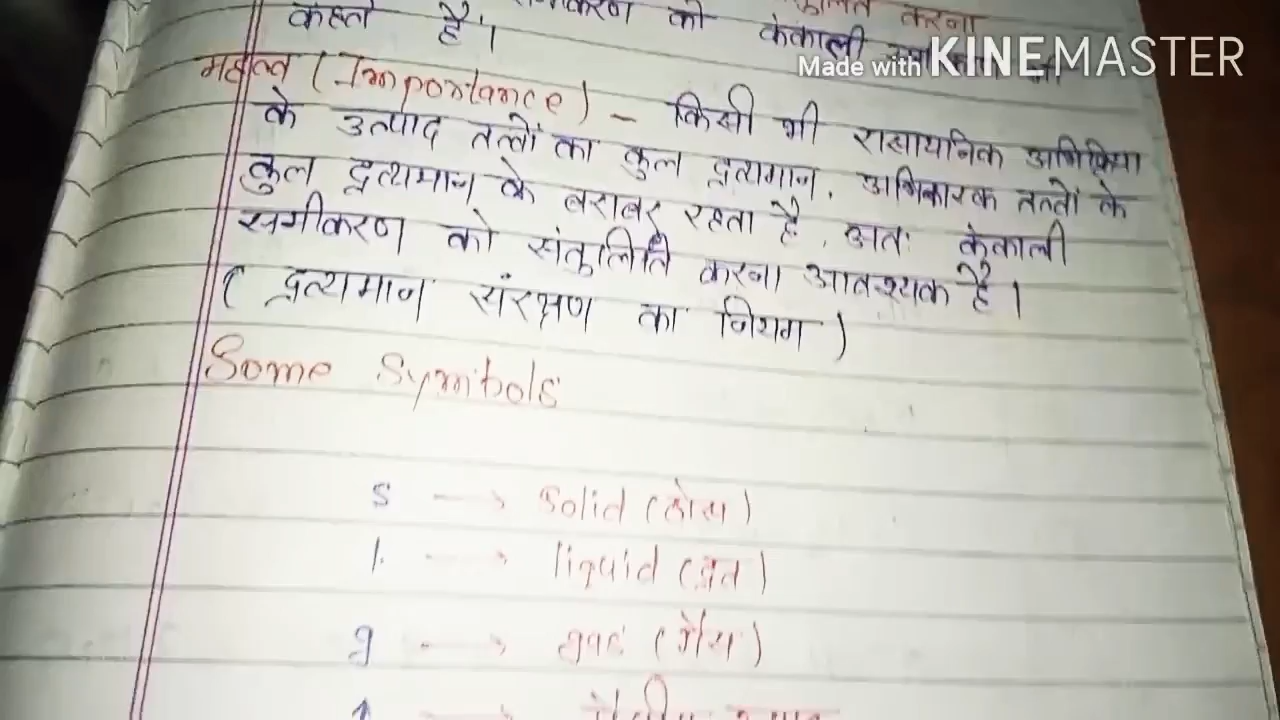 करना
कहते हैं। को कंकाली
Made with KINEMASTER
महत्व (Importance) - किसी भी रासायनिक अभिक्रिया
के उत्पाद तत्वों का कुल द्रव्यमान, अभिकारक तत्वों के
कुल द्रव्यमान के बराबर रहता है, अतः कंकाली
समीकरण को संतुलित करना आवश्यक है।
( द्रव्यमान संरक्षण का नियम )
Some Symbols
s → solid (ठोस)
l → liquid (द्रव)
g → gas (गैस)